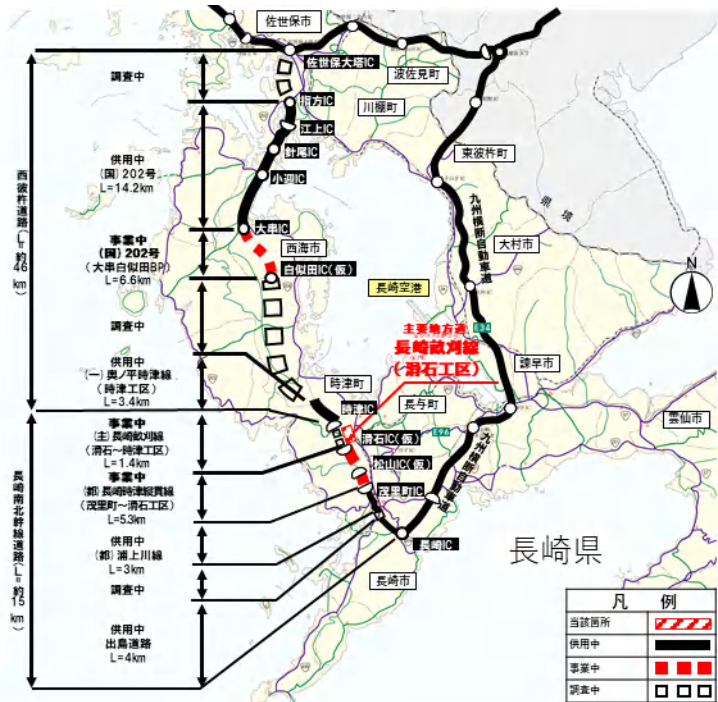 佐世保市
佐世保大塔IC
波佐見町
調査中
指方IC
川棚町
江上IC
供用中
(国)202号
L=14.2km
針尾IC
東彼杵町
小迎IC
西彼杵道路(L=約46km)
県境
九州横断自動車道
大串IC
大村市
事業中
(国)202号
(大串白似田BP)
L=6.6km
西海市
白似田IC(仮)
N
長崎空港
調査中
主要地方道
長崎畝刈線
(滑石工区)
E34
諫早市
供用中
(一)奥ノ平時津線
(時津工区)
L=3.4km
時津町
時津IC
長与町
雲仙市
事業中
(主)長崎畝刈線
(滑石~時津工区)
L=1.4km
滑石IC(仮)
E96
九州横断自動車道
松山IC(仮)
長崎南北幹線道路(L=約15km)
事業中
(都)長崎時津縦貫線
(茂里町~滑石工区)
L=5.3km
茂里町IC
供用中
(都)浦上川線
L=3km
長崎IC
長崎県
調査中
長崎市
供用中
出島道路
L=4km
凡 例
当該箇所
供用中
事業中
調査中